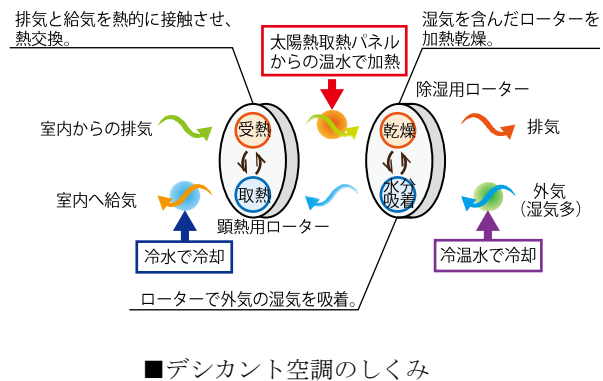 排気と給気を熱的に接触させ、
熱交換。
湿気を含んだローターを
加熱乾燥。
太陽熱取熱パネル
からの温水で加熱
除湿用ローター
室内からの排気
受熱
乾燥
排気
室内へ給気
取熱
水分
吸着
外気
（湿気多）
顕熱用ローター
冷水で冷却
冷温水で冷却
ローターで外気の湿気を吸着。
■デシカント空調のしくみ